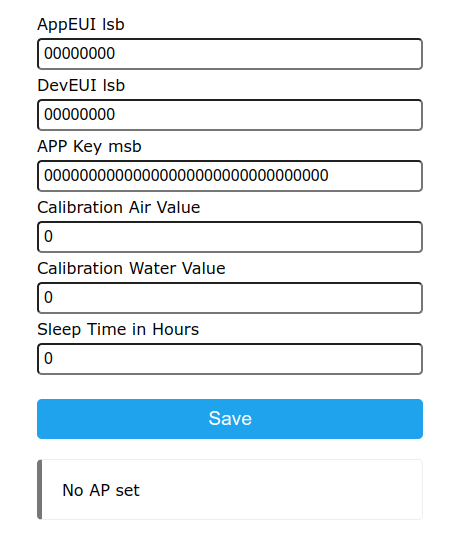 AppEUI lsb
00000000
DevEUI lsb
00000000
APP Key msb
00000000000000000000000000000000
Calibration Air Value
0
Calibration Water Value
0
Sleep Time in Hours
0
Save
No AP set